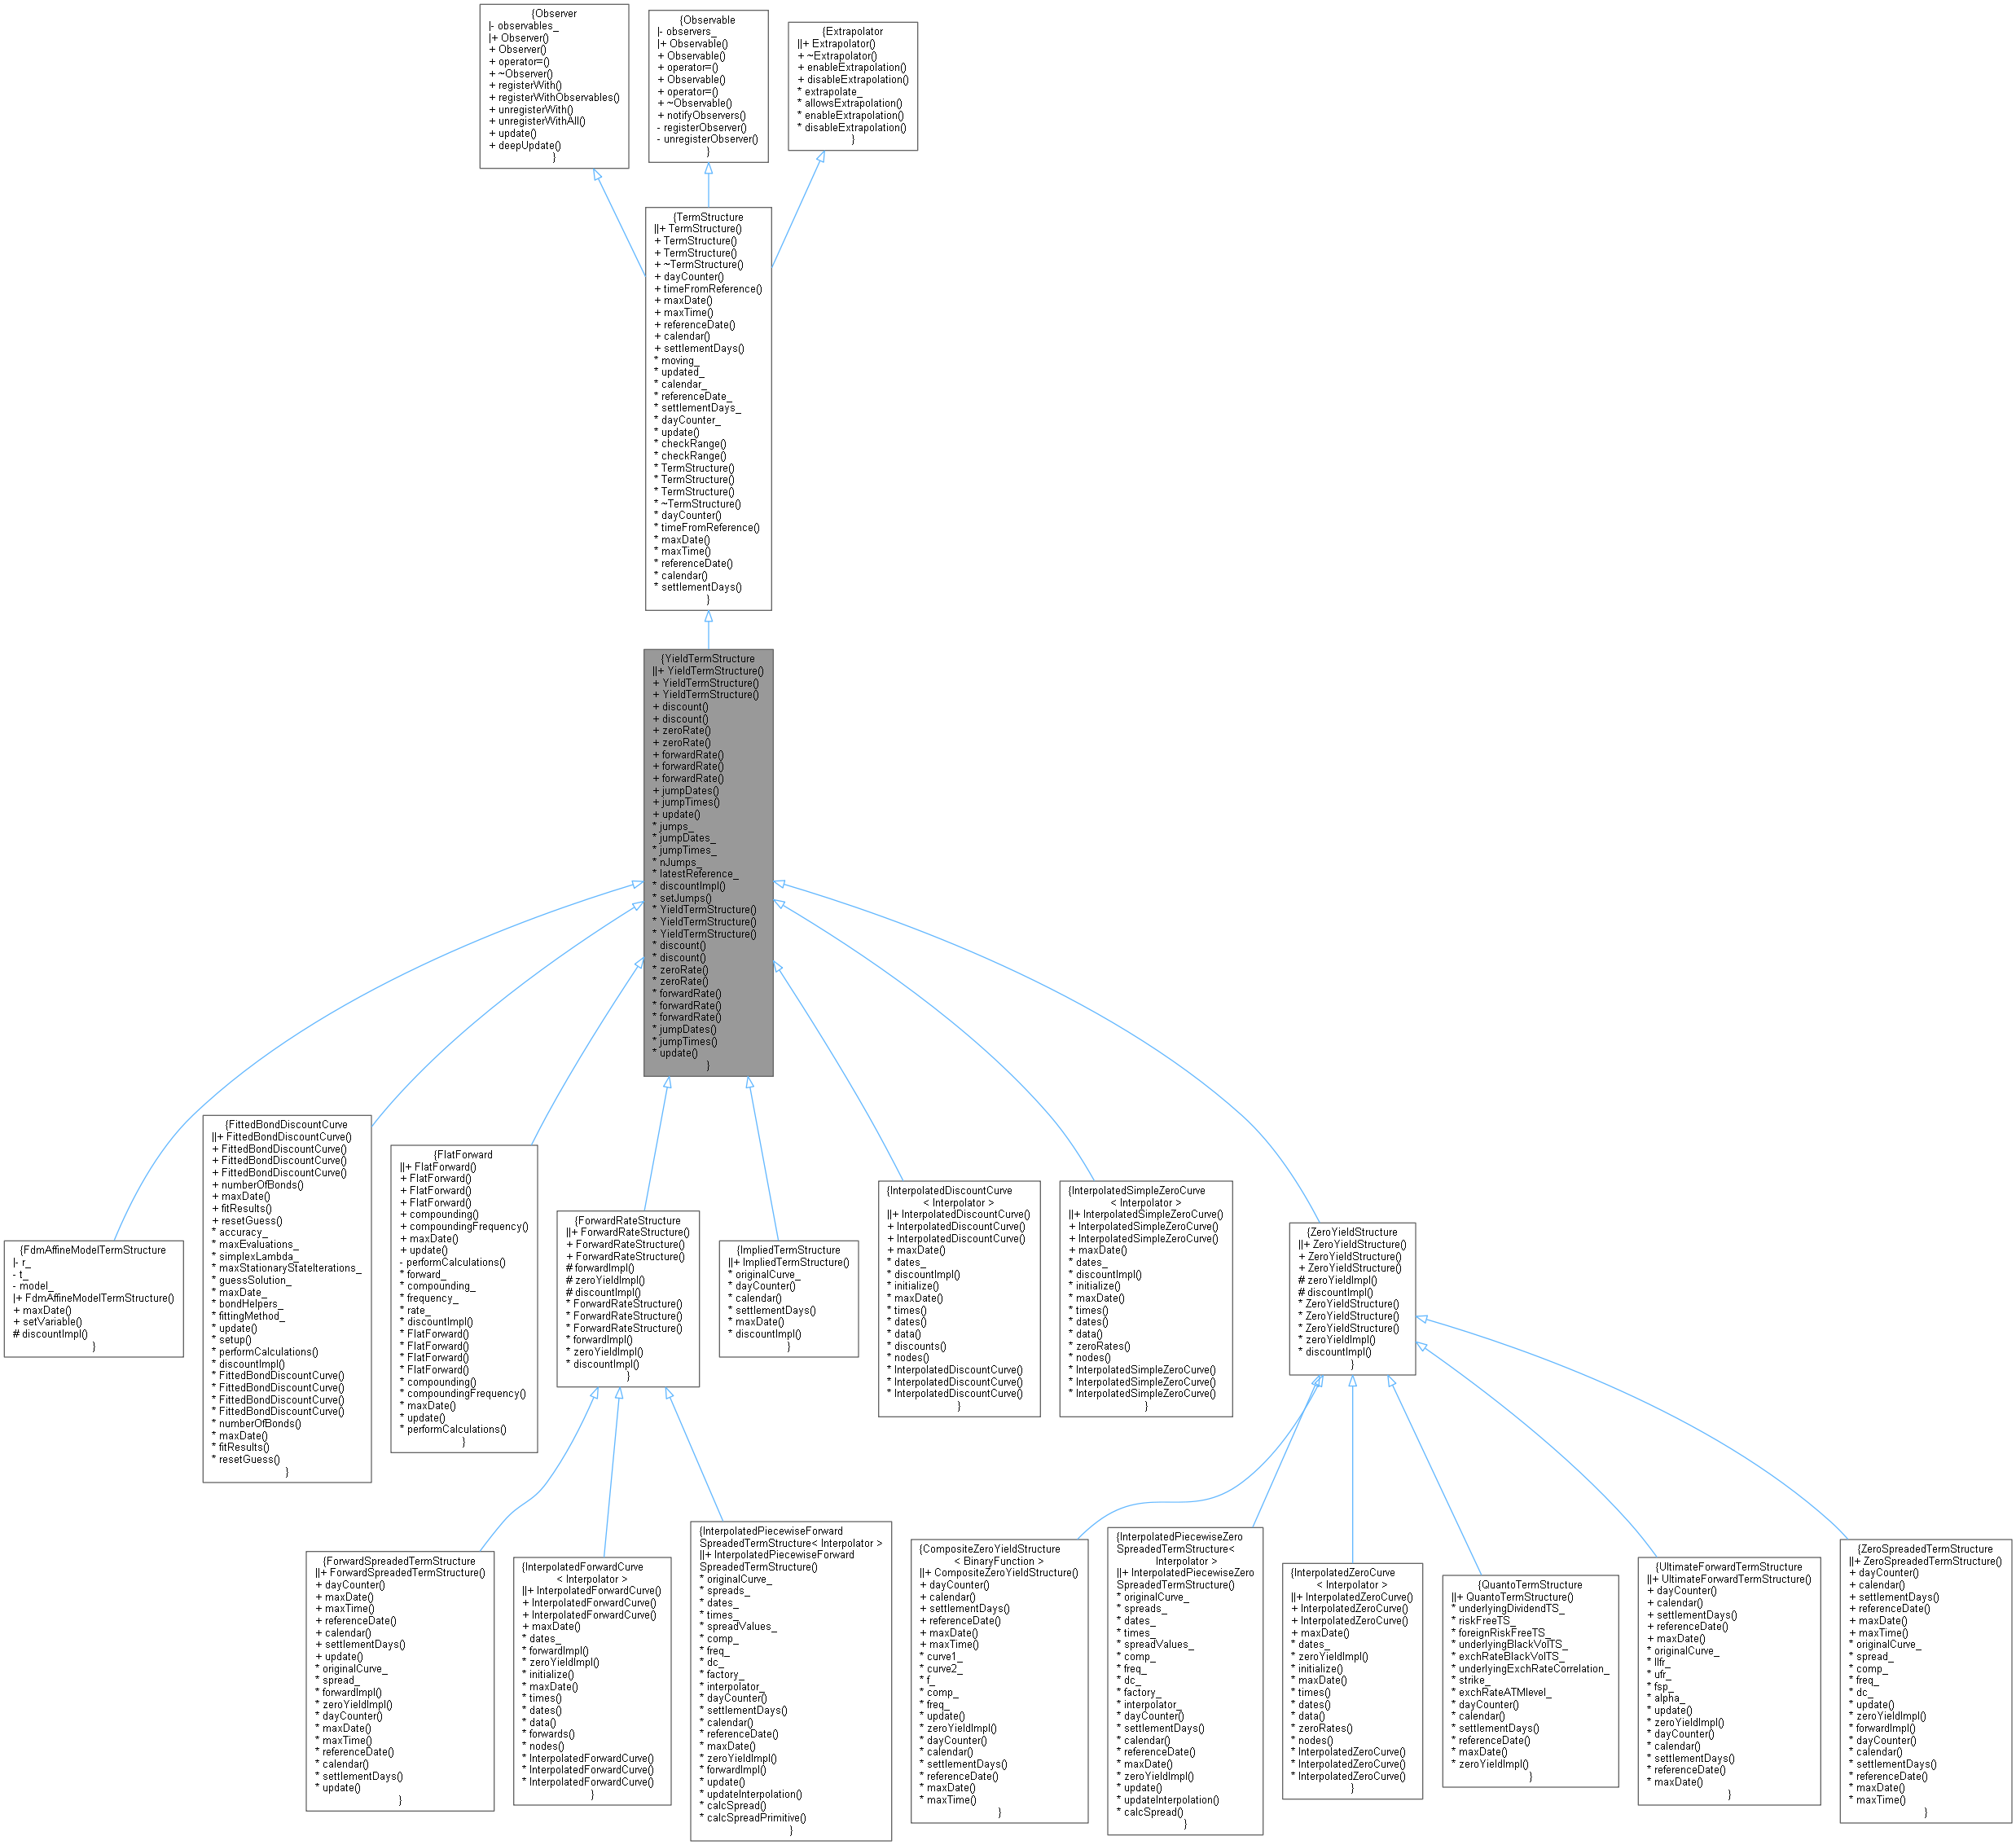 {Observer
|- observables_
|+ Observer()
+ Observer()
+ operator=()
+ ~Observer()
+ registerWith()
+ registerWithObservables()
+ unregisterWith()
+ unregisterWithAll()
+ update()
+ deepUpdate()
}
{Observable
|- observers_
|+ Observable()
+ Observable()
+ operator=()
+ Observable()
+ operator=()
+ ~Observable()
+ notifyObservers()
- registerObserver()
- unregisterObserver()
}
{Extrapolator
||+ Extrapolator()
+ ~Extrapolator()
+ enableExtrapolation()
+ disableExtrapolation()
* extrapolate_
* allowsExtrapolation()
* enableExtrapolation()
* disableExtrapolation()
}
{TermStructure
||+ TermStructure()
+ TermStructure()
+ TermStructure()
+ ~TermStructure()
+ dayCounter()
+ timeFromReference()
+ maxDate()
+ maxTime()
+ referenceDate()
+ calendar()
+ settlementDays()
* moving_
* updated_
* calendar_
* referenceDate_
* settlementDays_
* dayCounter_
* update()
* checkRange()
* checkRange()
* TermStructure()
* TermStructure()
* TermStructure()
* ~TermStructure()
* dayCounter()
* timeFromReference()
* maxDate()
* maxTime()
* referenceDate()
* calendar()
* settlementDays()
}
{YieldTermStructure
||+ YieldTermStructure()
+ YieldTermStructure()
+ YieldTermStructure()
+ discount()
+ discount()
+ zeroRate()
+ zeroRate()
+ forwardRate()
+ forwardRate()
+ forwardRate()
+ jumpDates()
+ jumpTimes()
+ update()
* jumps_
* jumpDates_
* jumpTimes_
* nJumps_
* latestReference_
* discountImpl()
* setJumps()
* YieldTermStructure()
* YieldTermStructure()
* YieldTermStructure()
* discount()
* discount()
* zeroRate()
* zeroRate()
* forwardRate()
* forwardRate()
* forwardRate()
* jumpDates()
* jumpTimes()
* update()
}
{FdmAffineModelTermStructure
|- r_
- t_
- model_
|+ FdmAffineModelTermStructure()
+ maxDate()
+ setVariable()
# discountImpl()
}
{FittedBondDiscountCurve
||+ FittedBondDiscountCurve()
+ FittedBondDiscountCurve()
+ FittedBondDiscountCurve()
+ FittedBondDiscountCurve()
+ numberOfBonds()
+ maxDate()
+ fitResults()
+ resetGuess()
* accuracy_
* maxEvaluations_
* simplexLambda_
* maxStationaryStateIterations_
* guessSolution_
* maxDate_
* bondHelpers_
* fittingMethod_
* update()
* setup()
* performCalculations()
* discountImpl()
* FittedBondDiscountCurve()
* FittedBondDiscountCurve()
* FittedBondDiscountCurve()
* FittedBondDiscountCurve()
* numberOfBonds()
* maxDate()
* fitResults()
* resetGuess()
}
{FlatForward
||+ FlatForward()
+ FlatForward()
+ FlatForward()
+ FlatForward()
+ compounding()
+ compoundingFrequency()
+ maxDate()
+ update()
- performCalculations()
* forward_
* compounding_
* frequency_
* rate_
* discountImpl()
* FlatForward()
* FlatForward()
* FlatForward()
* FlatForward()
* compounding()
* compoundingFrequency()
* maxDate()
* update()
* performCalculations()
}
{ForwardRateStructure
||+ ForwardRateStructure()
+ ForwardRateStructure()
+ ForwardRateStructure()
# forwardImpl()
# zeroYieldImpl()
# discountImpl()
* ForwardRateStructure()
* ForwardRateStructure()
* ForwardRateStructure()
* forwardImpl()
* zeroYieldImpl()
* discountImpl()
}
{ImpliedTermStructure
||+ ImpliedTermStructure()
* originalCurve_
* dayCounter()
* calendar()
* settlementDays()
* maxDate()
* discountImpl()
}
{InterpolatedDiscountCurve
< Interpolator >
||+ InterpolatedDiscountCurve()
+ InterpolatedDiscountCurve()
+ InterpolatedDiscountCurve()
+ maxDate()
* dates_
* discountImpl()
* initialize()
* maxDate()
* times()
* dates()
* data()
* discounts()
* nodes()
* InterpolatedDiscountCurve()
* InterpolatedDiscountCurve()
* InterpolatedDiscountCurve()
}
{InterpolatedSimpleZeroCurve
< Interpolator >
||+ InterpolatedSimpleZeroCurve()
+ InterpolatedSimpleZeroCurve()
+ InterpolatedSimpleZeroCurve()
+ maxDate()
* dates_
* discountImpl()
* initialize()
* maxDate()
* times()
* dates()
* data()
* zeroRates()
* nodes()
* InterpolatedSimpleZeroCurve()
* InterpolatedSimpleZeroCurve()
* InterpolatedSimpleZeroCurve()
}
{ZeroYieldStructure
||+ ZeroYieldStructure()
+ ZeroYieldStructure()
+ ZeroYieldStructure()
# zeroYieldImpl()
# discountImpl()
* ZeroYieldStructure()
* ZeroYieldStructure()
* ZeroYieldStructure()
* zeroYieldImpl()
* discountImpl()
}
{ForwardSpreadedTermStructure
||+ ForwardSpreadedTermStructure()
+ dayCounter()
+ maxDate()
+ maxTime()
+ referenceDate()
+ calendar()
+ settlementDays()
+ update()
* originalCurve_
* spread_
* forwardImpl()
* zeroYieldImpl()
* dayCounter()
* maxDate()
* maxTime()
* referenceDate()
* calendar()
* settlementDays()
* update()
}
{InterpolatedForwardCurve
< Interpolator >
||+ InterpolatedForwardCurve()
+ InterpolatedForwardCurve()
+ InterpolatedForwardCurve()
+ maxDate()
* dates_
* forwardImpl()
* zeroYieldImpl()
* initialize()
* maxDate()
* times()
* dates()
* data()
* forwards()
* nodes()
* InterpolatedForwardCurve()
* InterpolatedForwardCurve()
* InterpolatedForwardCurve()
}
{InterpolatedPiecewiseForward
SpreadedTermStructure< Interpolator >
||+ InterpolatedPiecewiseForward
SpreadedTermStructure()
* originalCurve_
* spreads_
* dates_
* times_
* spreadValues_
* comp_
* freq_
* dc_
* factory_
* interpolator_
* dayCounter()
* settlementDays()
* calendar()
* referenceDate()
* maxDate()
* zeroYieldImpl()
* forwardImpl()
* update()
* updateInterpolation()
* calcSpread()
* calcSpreadPrimitive()
}
{CompositeZeroYieldStructure
< BinaryFunction >
||+ CompositeZeroYieldStructure()
+ dayCounter()
+ calendar()
+ settlementDays()
+ referenceDate()
+ maxDate()
+ maxTime()
* curve1_
* curve2_
* f_
* comp_
* freq_
* update()
* zeroYieldImpl()
* dayCounter()
* calendar()
* settlementDays()
* referenceDate()
* maxDate()
* maxTime()
}
{InterpolatedPiecewiseZero
SpreadedTermStructure<
Interpolator >
||+ InterpolatedPiecewiseZero
SpreadedTermStructure()
* originalCurve_
* spreads_
* dates_
* times_
* spreadValues_
* comp_
* freq_
* dc_
* factory_
* interpolator_
* dayCounter()
* settlementDays()
* calendar()
* referenceDate()
* maxDate()
* zeroYieldImpl()
* update()
* updateInterpolation()
* calcSpread()
}
{InterpolatedZeroCurve
< Interpolator >
||+ InterpolatedZeroCurve()
+ InterpolatedZeroCurve()
+ InterpolatedZeroCurve()
+ maxDate()
* dates_
* zeroYieldImpl()
* initialize()
* maxDate()
* times()
* dates()
* data()
* zeroRates()
* nodes()
* InterpolatedZeroCurve()
* InterpolatedZeroCurve()
* InterpolatedZeroCurve()
}
{QuantoTermStructure
||+ QuantoTermStructure()
* underlyingDividendTS_
* riskFreeTS_
* foreignRiskFreeTS_
* underlyingBlackVolTS_
* exchRateBlackVolTS_
* underlyingExchRateCorrelation_
* strike_
* exchRateATMlevel_
* dayCounter()
* calendar()
* settlementDays()
* referenceDate()
* maxDate()
* zeroYieldImpl()
}
{UltimateForwardTermStructure
||+ UltimateForwardTermStructure()
+ dayCounter()
+ calendar()
+ settlementDays()
+ referenceDate()
+ maxDate()
* originalCurve_
* llfr_
* ufr_
* fsp_
* alpha_
* update()
* zeroYieldImpl()
* dayCounter()
* calendar()
* settlementDays()
* referenceDate()
* maxDate()
}
{ZeroSpreadedTermStructure
||+ ZeroSpreadedTermStructure()
+ dayCounter()
+ calendar()
+ settlementDays()
+ referenceDate()
+ maxDate()
+ maxTime()
* originalCurve_
* spread_
* comp_
* freq_
* dc_
* update()
* zeroYieldImpl()
* forwardImpl()
* dayCounter()
* calendar()
* settlementDays()
* referenceDate()
* maxDate()
* maxTime()
}